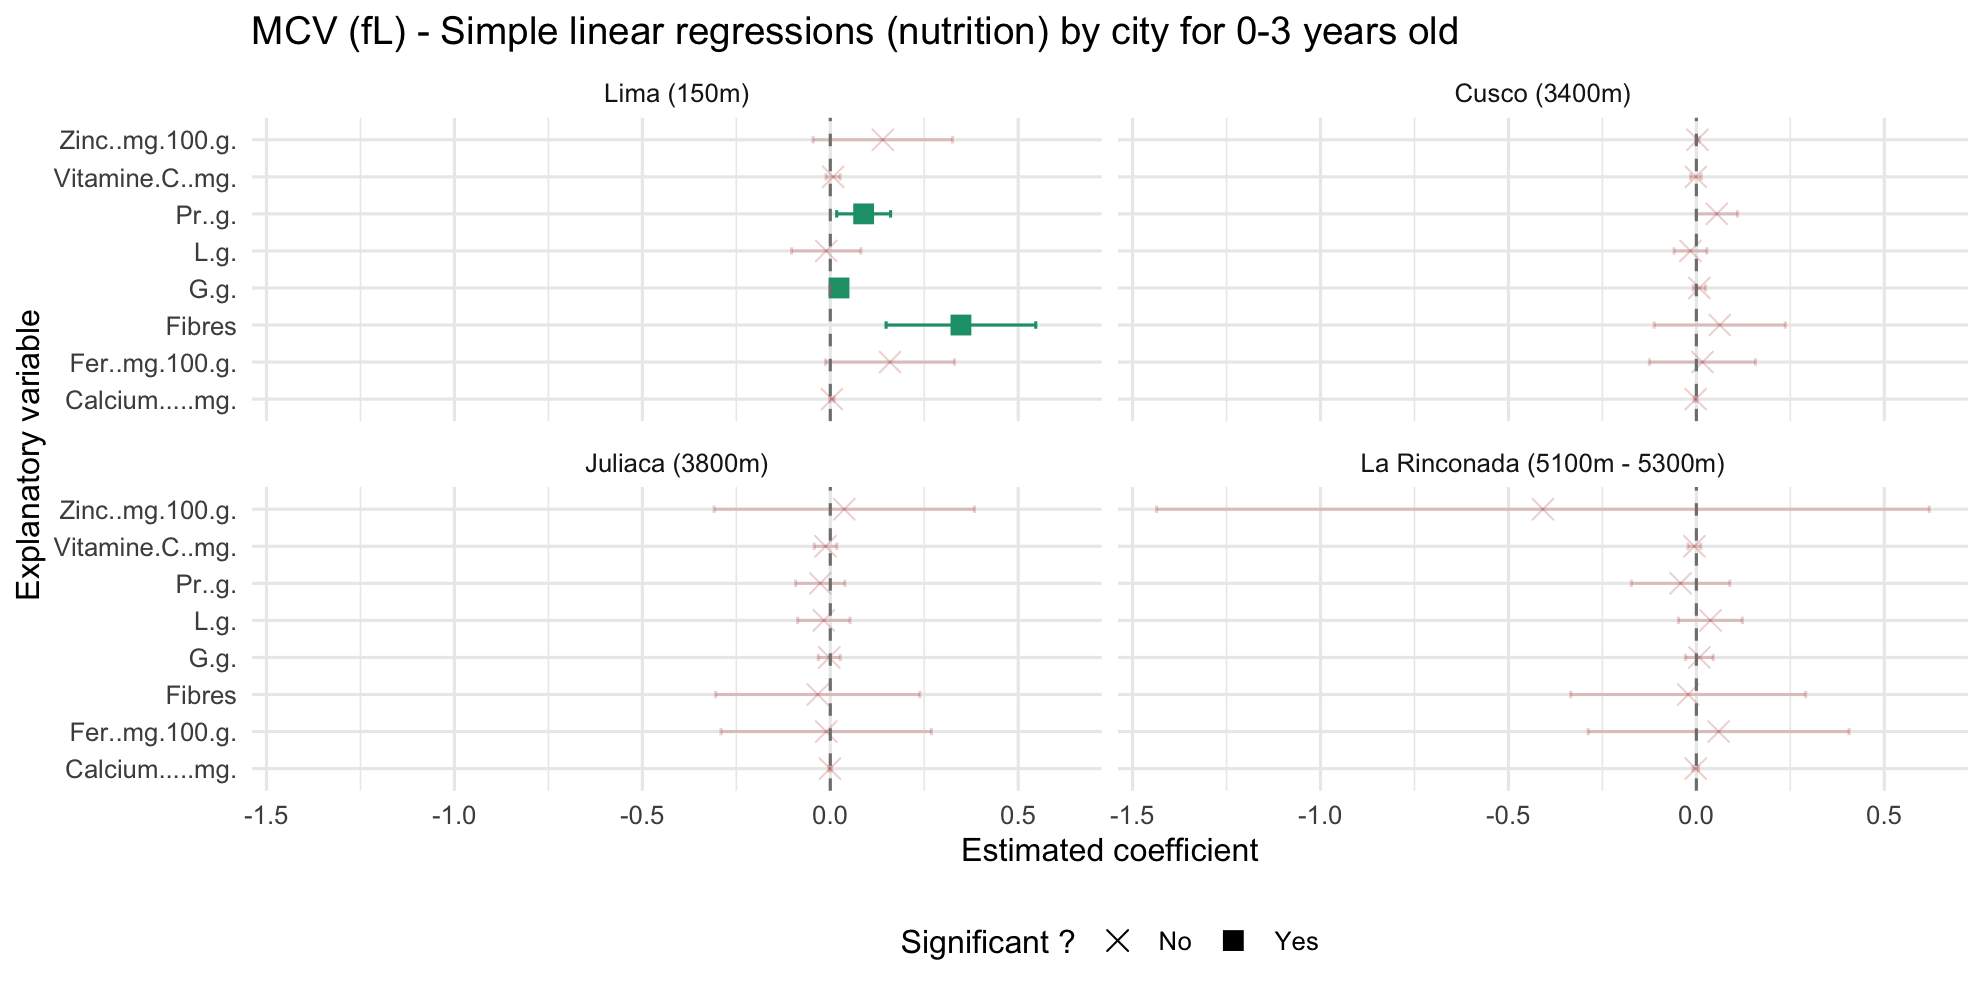 MCV (fL) - Simple linear regressions (nutrition) by city for 0-3 years old
Lima (150m)
Cusco (3400m)
Zinc..mg.100.g.
Vitamine.C..mg.
Pr..g.
L.g.
G.g.
Fibres
Fer..mg.100.g.
Calcium.....mg.
Juliaca (3800m)
La Rinconada (5100m - 5300m)
Zinc..mg.100.g.
Vitamine.C..mg.
Pr..g.
L.g.
G.g.
Fibres
Fer..mg.100.g.
Calcium.....mg.
Explanatory variable
-1.5 -1.0 -0.5 0.0 0.5 -1.5 -1.0 -0.5 0.0 0.5
Estimated coefficient
Significant ? No Yes